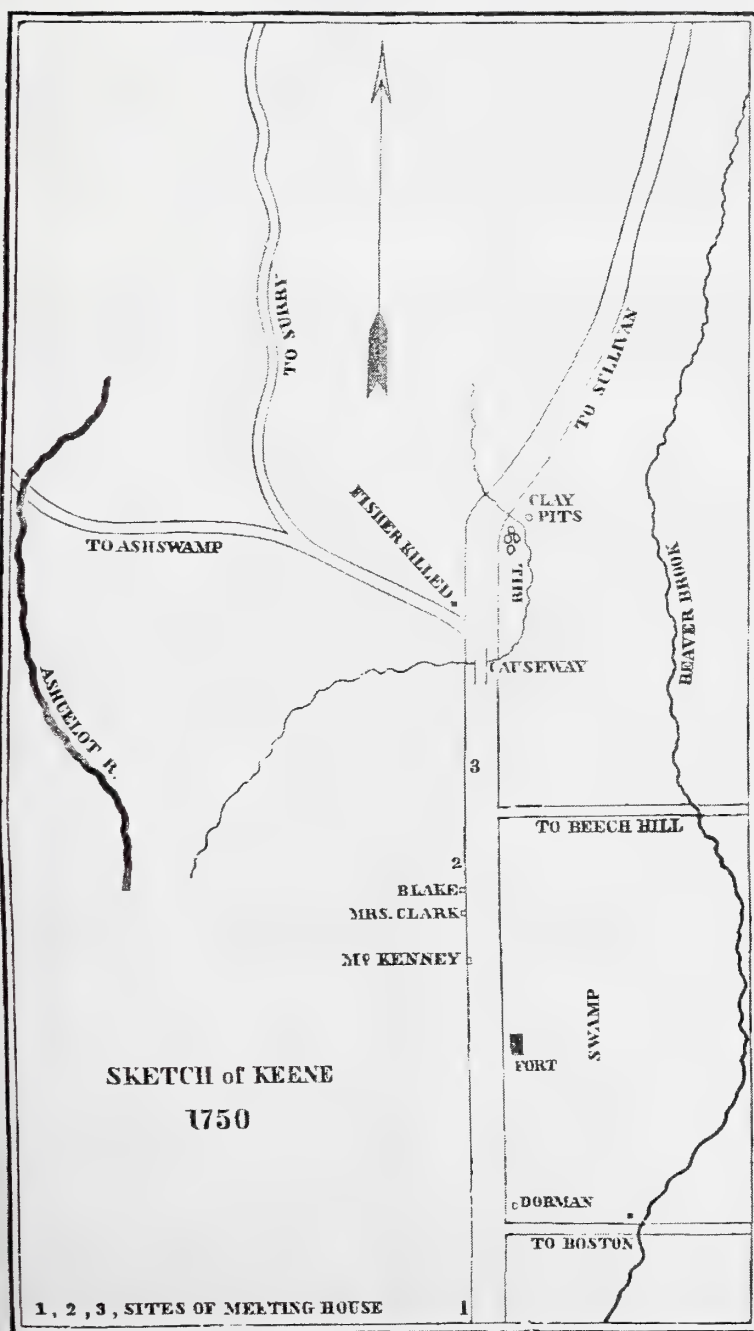 TO SURRY
TO SULLIVAN
CLAY
PITS
FISHER KILLED.
HILL
TO ASHSWAMP
BEAVER BROOK
CAUSEWAY
ASHUELOT R.
3
TO BEECH HILL
2
BLAKE
MRS. CLARK
Mc KENNEY
SWAMP
FORT
SKETCH of KEENE
1750
DORMAN
TO BOSTON
1, 2, 3, SITES OF MEETING HOUSE
1